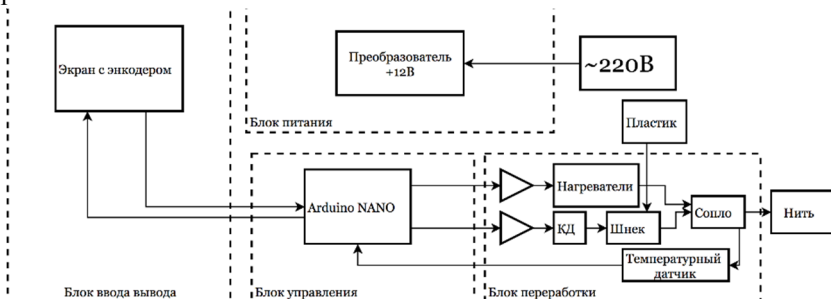 Экран с энкодером
Преобразователь
+12В
~220В
Блок питания
Пластик
Arduino NANO
Нагреватели
КД
Шнек
Сопло
Нить
Температурный
датчик
Блок ввода вывода
Блок управления
Блок переработки